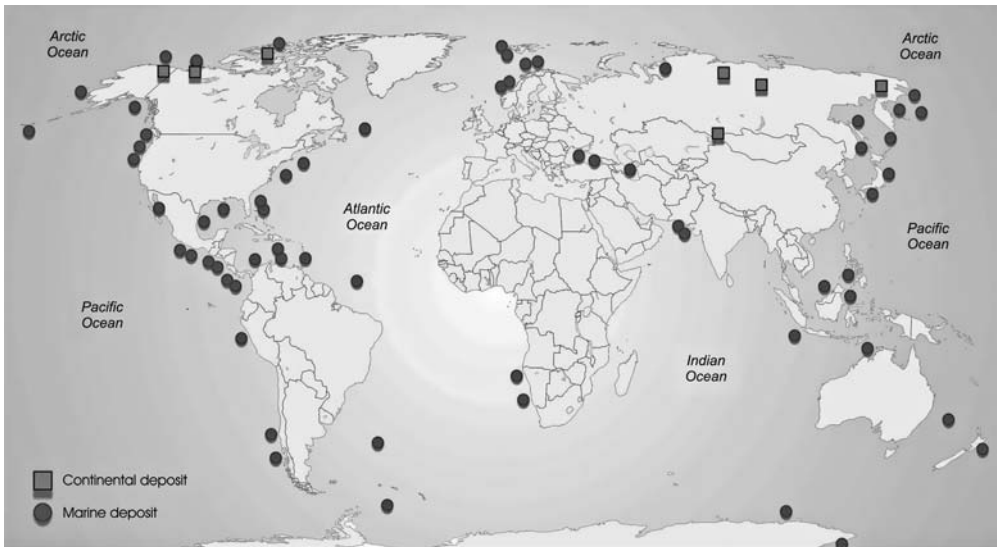 Arctic
Ocean
Arctic
Ocean
Atlantic
Ocean
Pacific
Ocean
Pacific
Ocean
Indian
Ocean
Continental deposit
Marine deposit